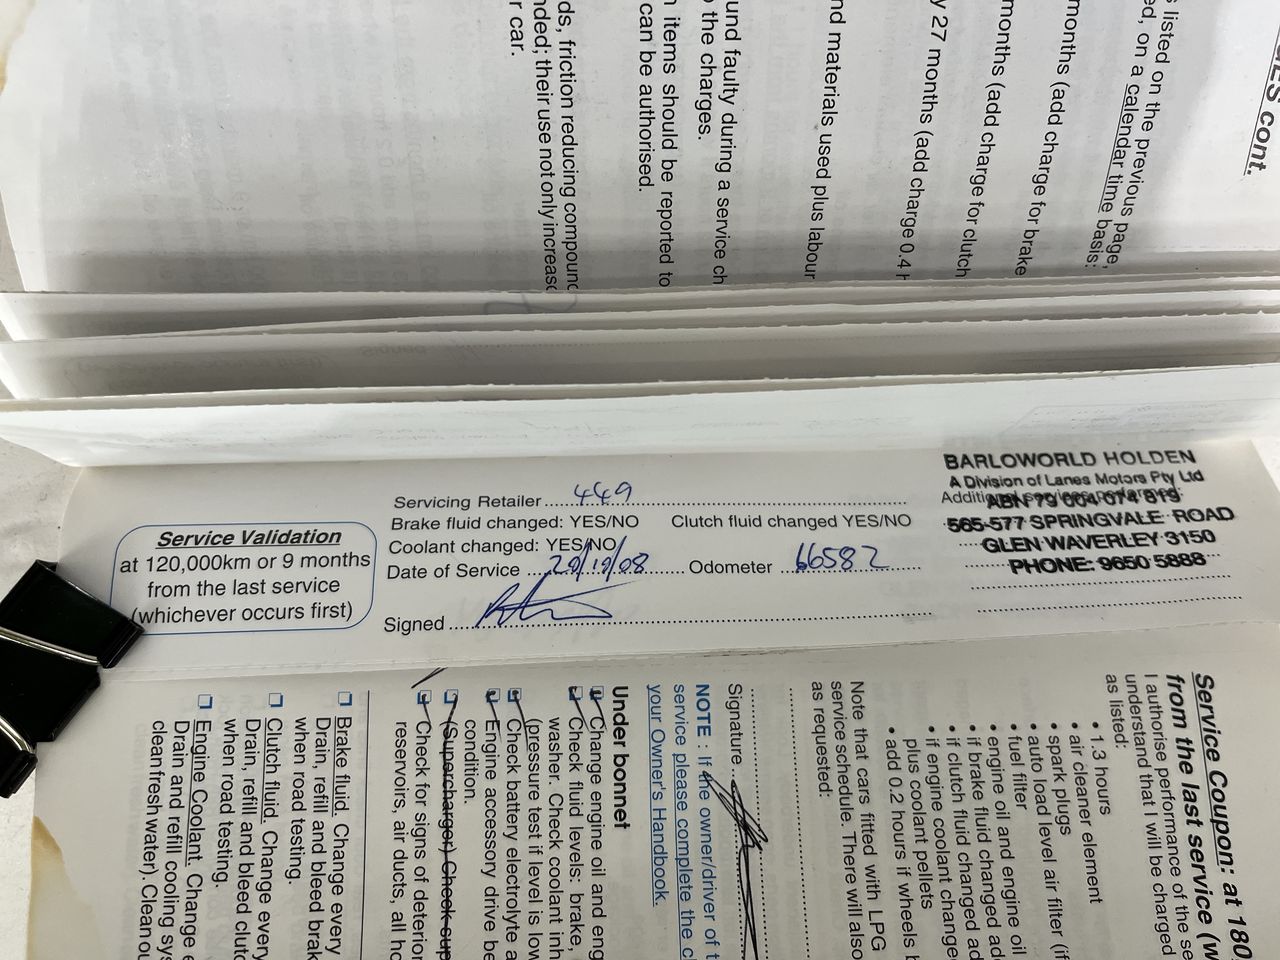 GES cont.
s listed on the previous page,
ed, on a calendar time basis:
months (add charge for brake
months (add charge for clutch
y 27 months (add charge 0.4 h
nd materials used plus labour
und faulty during a service ch
o the charges.
n items should be reported to
can be authorised.
ds, friction reducing compound
nded; their use not only increase
r car.
Service Validation
at 120,000km or 9 months
from the last service
(whichever occurs first)
Servicing Retailer 449
Brake fluid changed: YES/NO Clutch fluid changed YES/NO
Coolant changed: YES/NO
Date of Service 20/10/08 Odometer 66582
Signed
BARLOWORLD HOLDEN
A Division of Lanes Motors Pty Ltd
ABN 79 004 074 819
565-577 SPRINGVALE ROAD
GLEN WAVERLEY 3150
PHONE: 9650 5888
Service Coupon: at 180,
from the last service (w
I authorise performance of the se
understand that I will be charged
as listed:
• 1.3 hours
• air cleaner element
• spark plugs
• auto load level air filter (if
• fuel filter
• engine oil and engine oil
• if brake fluid changed ad
• if clutch fluid changed ad
• if engine coolant change
plus coolant pellets
• add 0.2 hours if wheels b
Note that cars fitted with LPG
service schedule. There will also
as requested:
Signature
NOTE : If the owner/driver of t
service please complete the cl
your Owner's Handbook.
Under bonnet
Change engine oil and eng
Check fluid levels: brake,
washer. Check coolant inh
(pressure test if level is low
Check battery electrolyte a
Engine accessory drive be
condition.
(Supercharger) Check sup
Check for signs of deterior
reservoirs, air ducts, all ho
Brake fluid. Change every
Drain, refill and bleed brak
when road testing.
Clutch fluid. Change every
Drain, refill and bleed clutc
when road testing.
Engine Coolant. Change e
Drain and refill cooling sys
clean fresh water). Clean ou